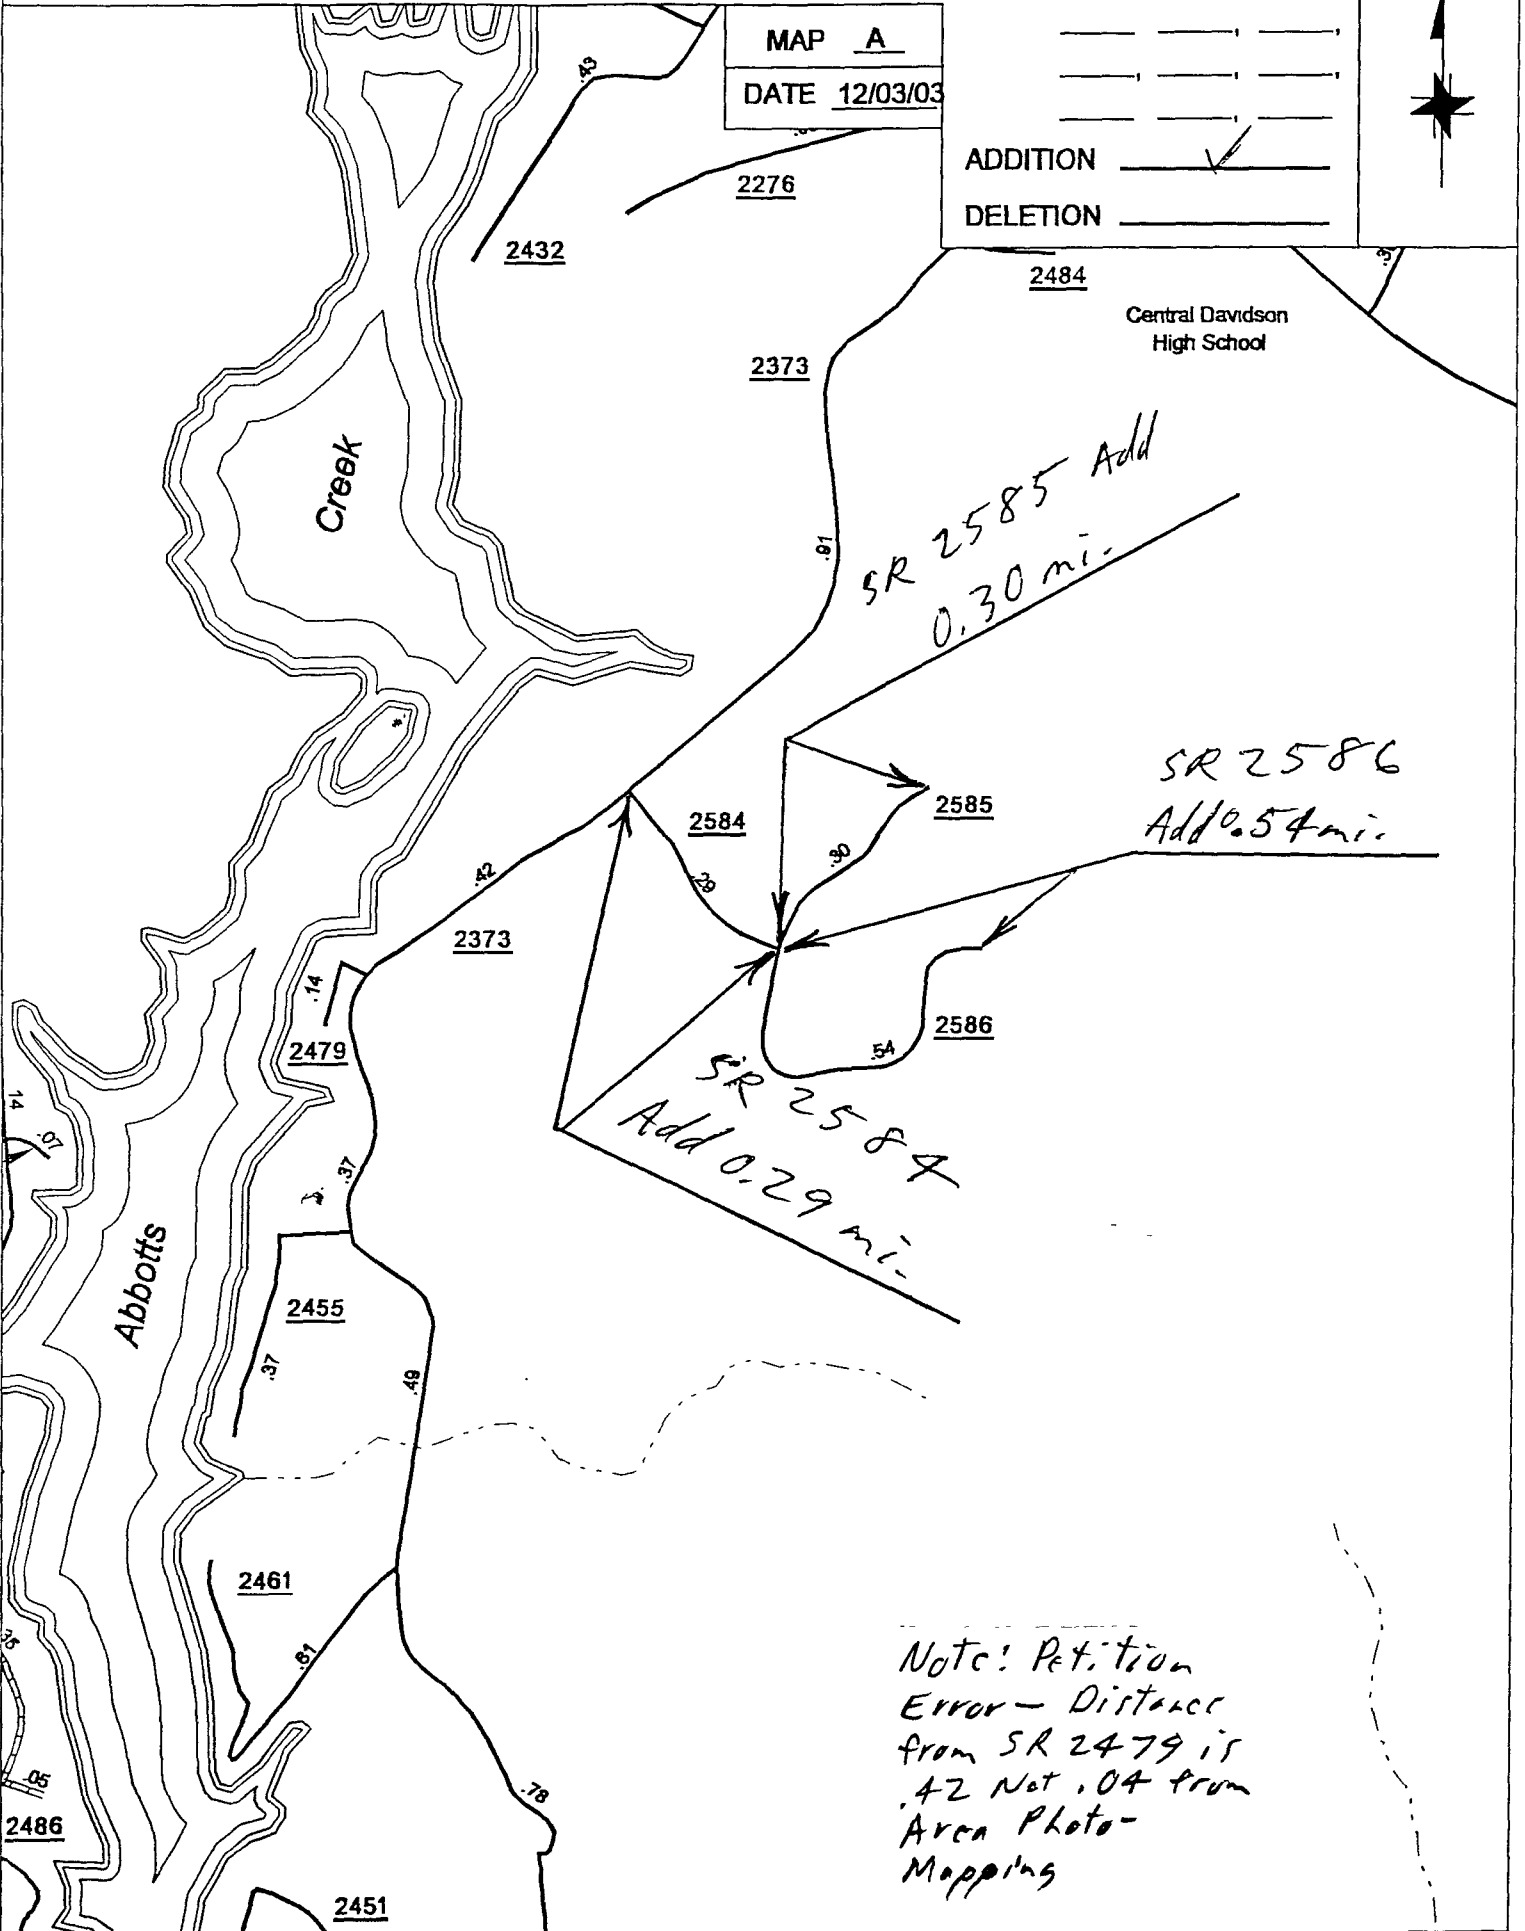 MAP A
DATE 12/03/03
ADDITION ✓
DELETION
.43
2276
2432
2484
Central Davidson
High School
2373
Creek
.91
SR 2585 Add
0.30 mi.
SR 2586
Add 0.54 mi.
2584
2585
.30
.29
.42
2373
.14
2479
2586
.54
SR 2584
Add 0.29 mi.
14
.07
.37
Abbotts
2455
.37
.49
2461
.61
.78
.05
2486
2451
Note: Petition
Error - Distance
from SR 2479 is
.42 Not .04 from
Area Photo-
Mapping